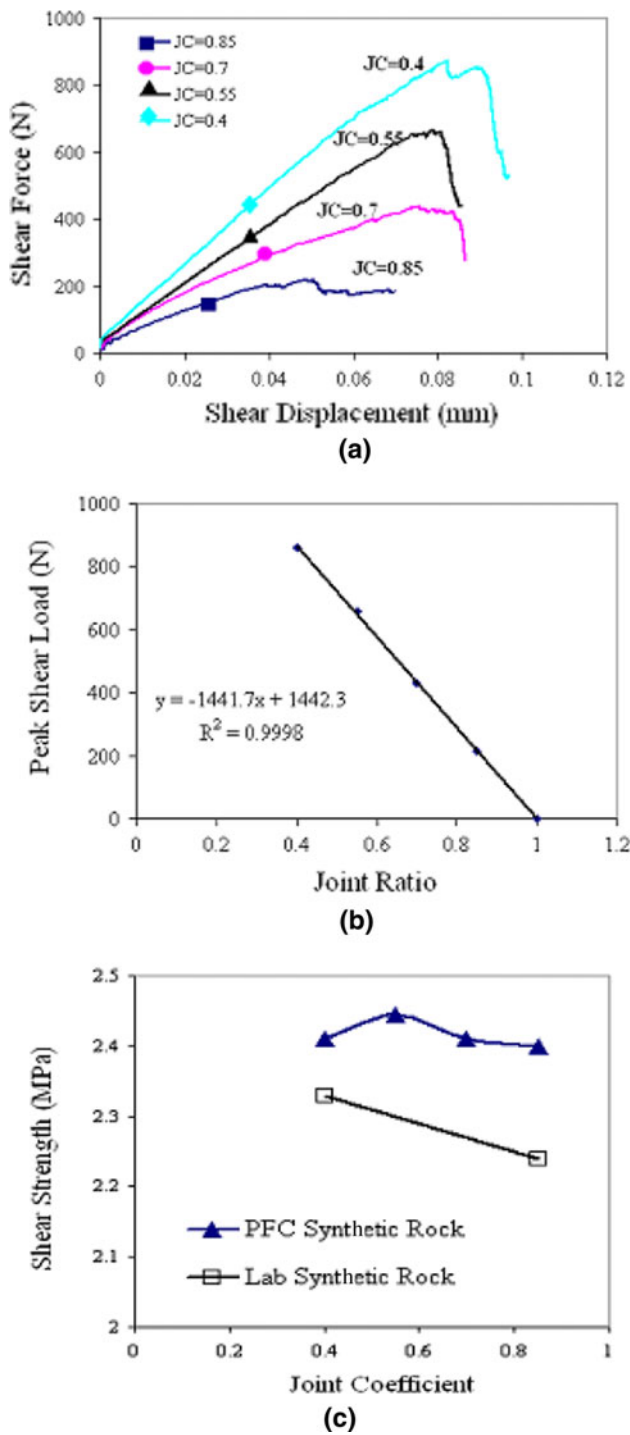 1000
800
600
400
200
0
Shear Force (N)
JC=0.85
JC=0.7
JC=0.55
JC=0.4
JC=0.4
JC=0.55
JC=0.7
JC=0.85
0 0.02 0.04 0.06 0.08 0.1 0.12
Shear Displacement (mm)
(a)
1000
800
600
400
200
0
Peak Shear Load (N)
y = -1441.7x + 1442.3
R² = 0.9998
0 0.2 0.4 0.6 0.8 1 1.2
Joint Ratio
(b)
2.5
2.4
2.3
2.2
2.1
2
Shear Strength (MPa)
PFC Synthetic Rock
Lab Synthetic Rock
0 0.2 0.4 0.6 0.8 1
Joint Coefficient
(c)